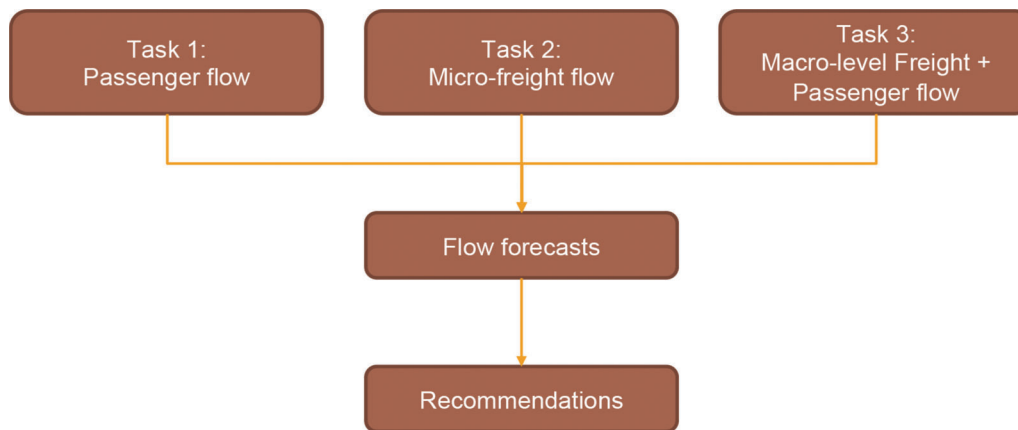 Task 1:
Passenger flow
Task 2:
Micro-freight flow
Task 3:
Macro-level Freight +
Passenger flow
Flow forecasts
Recommendations